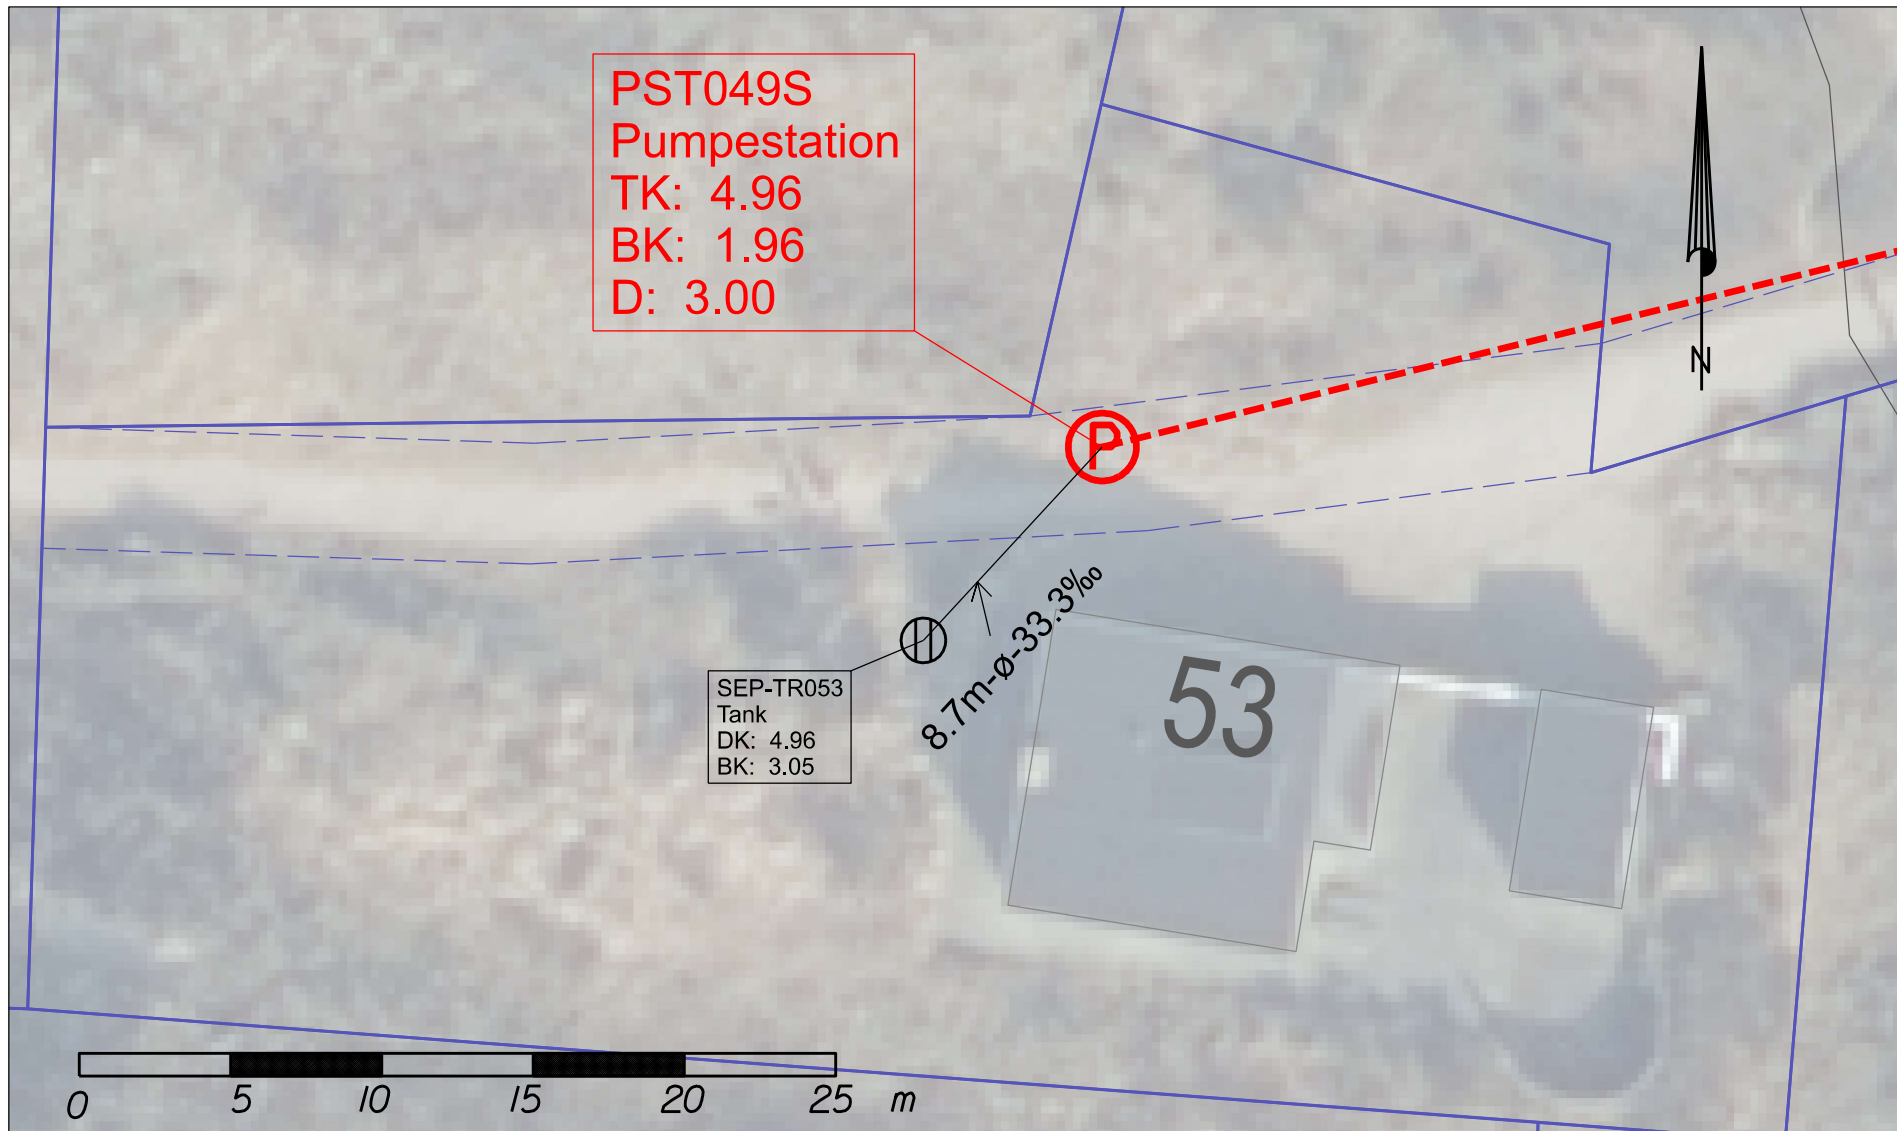 PST049S
Pumpestation
TK: 4.96
BK: 1.96
D: 3.00
N
8.7m-ø-33.3‰
SEP-TR053
Tank
DK: 4.96
BK: 3.05
53
0 5 10 15 20 25 m
P